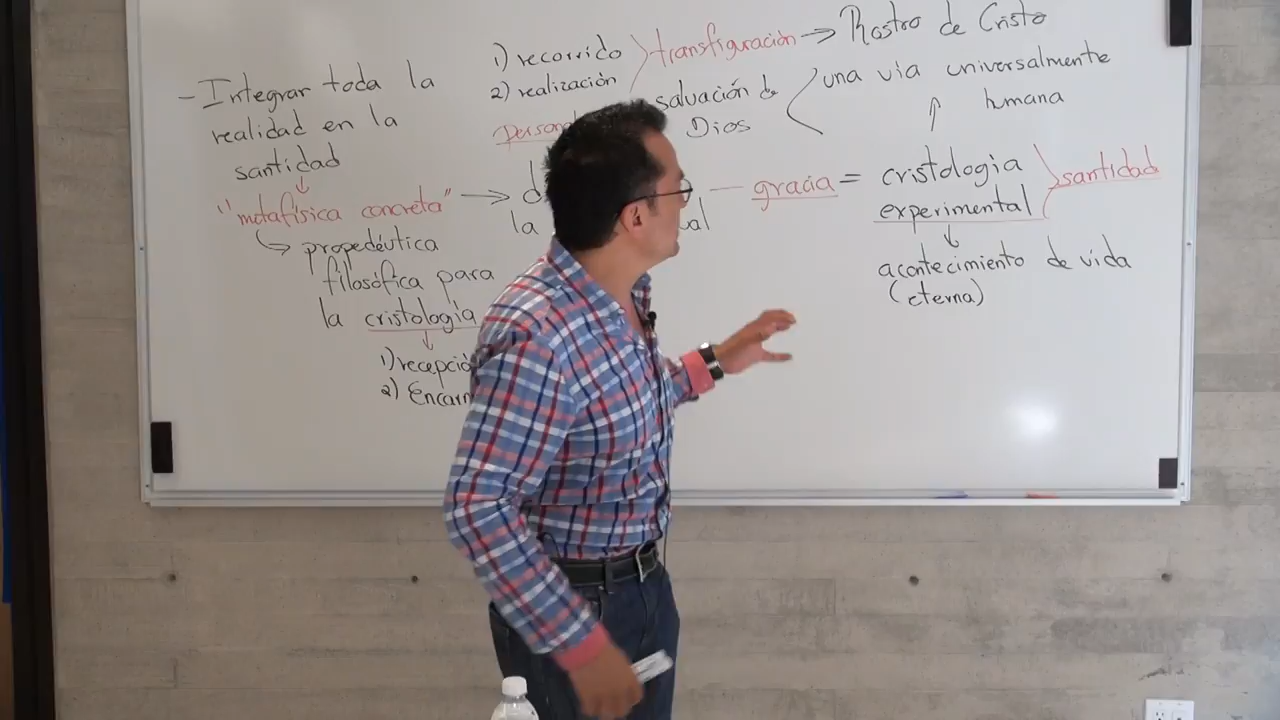 - Integrar toda la
realidad en la
santidad
"metafísica concreta" →
propedéutica
filosófica para
la cristología
1) recepció
2) Encarn
1) recorrido
2) realización
transfiguración → Rostro de Cristo
salvación de
Dios
una vía universalmente
humana
la
gracia = cristología
experimental
santidad
acontecimiento de vida
(eterna)